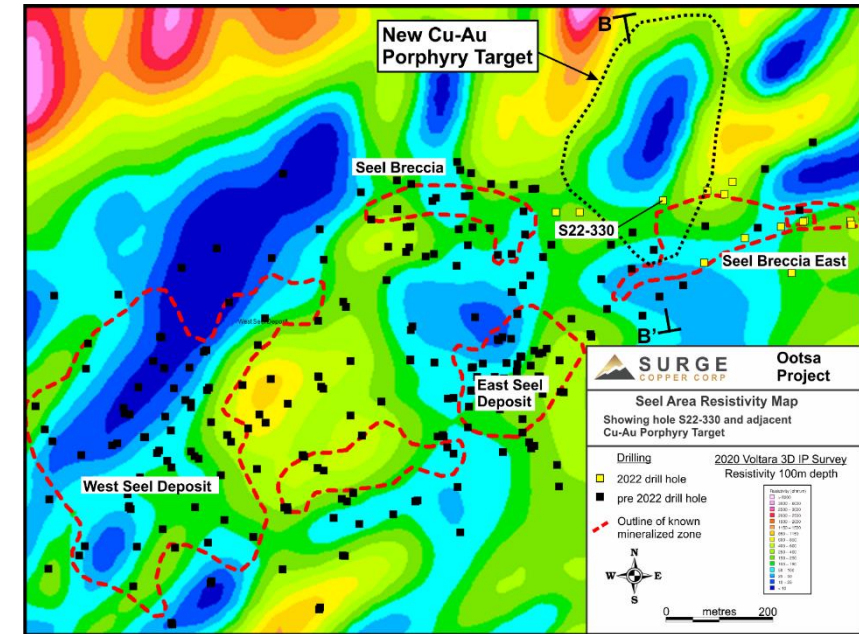 New Cu-Au
Porphyry Target
B
Seel Breccia
S22-330
Seel Breccia East
B'
West Seel Deposit
East Seel
Deposit
West Seel Deposit
SURGE
COPPER CORP
Ootsa
Project
Seel Area Resistivity Map
Showing hole S22-330 and adjacent
Cu-Au Porphyry Target
Drilling
2022 drill hole
pre 2022 drill hole
Outline of known
mineralized zone
2020 Voltara 3D IP Survey
Resistivity 100m depth
N
W E
S
0 metres 200